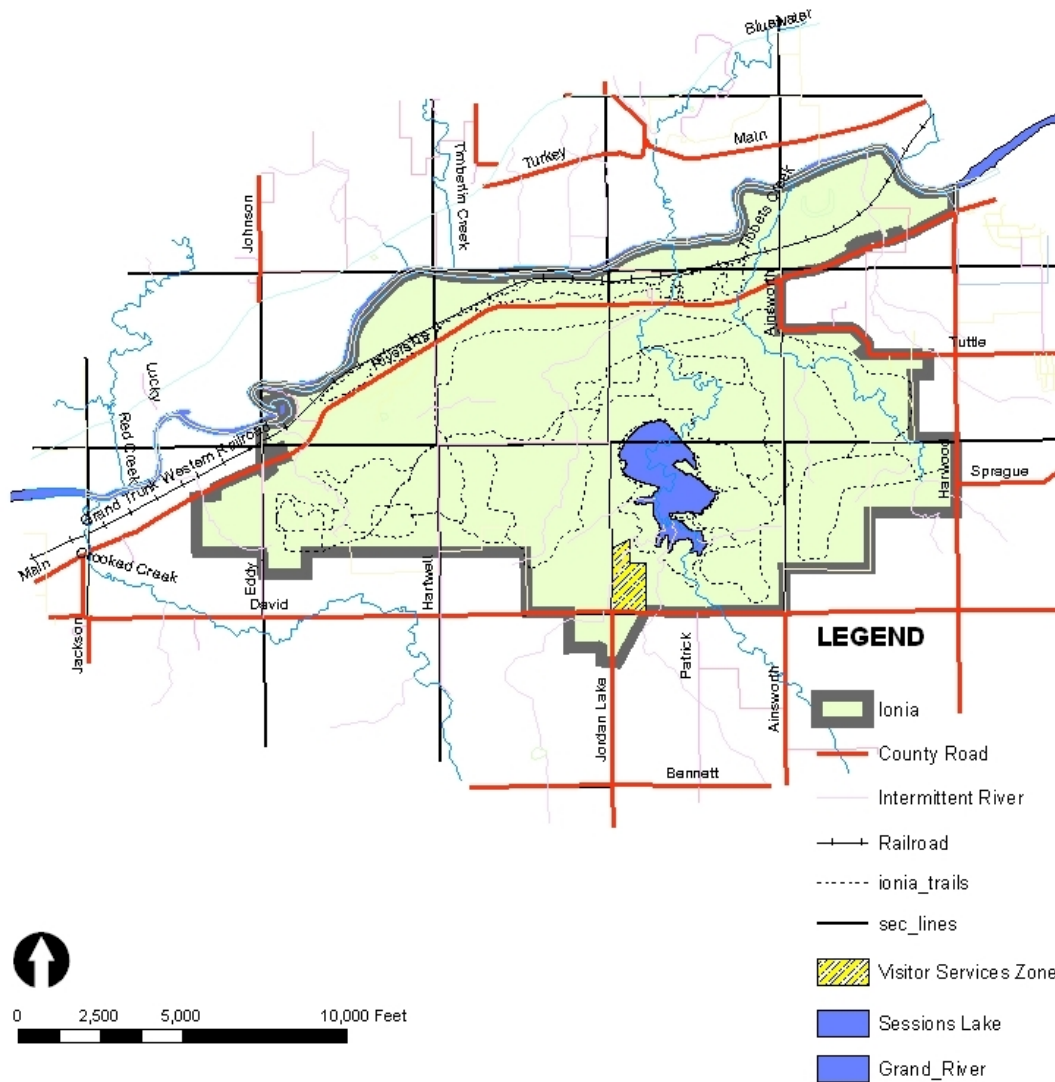 Bluewater
Main
Turkey
Timberlin Creek
Johnson
Tibbets Creek
Ainsworth
Riverside
Tuttle
Lucky
Red Creek
Grand Trunk Western Railroad
Harwood
Sprague
Main
Crooked Creek
Eddy
Hartwell
David
Jackson
Jordan Lake
Patrick
Ainsworth
Bennett
LEGEND
Ionia
County Road
Intermittent River
Railroad
ionia_trails
sec_lines
Visitor Services Zone
Sessions Lake
Grand_River
0 2,500 5,000 10,000 Feet